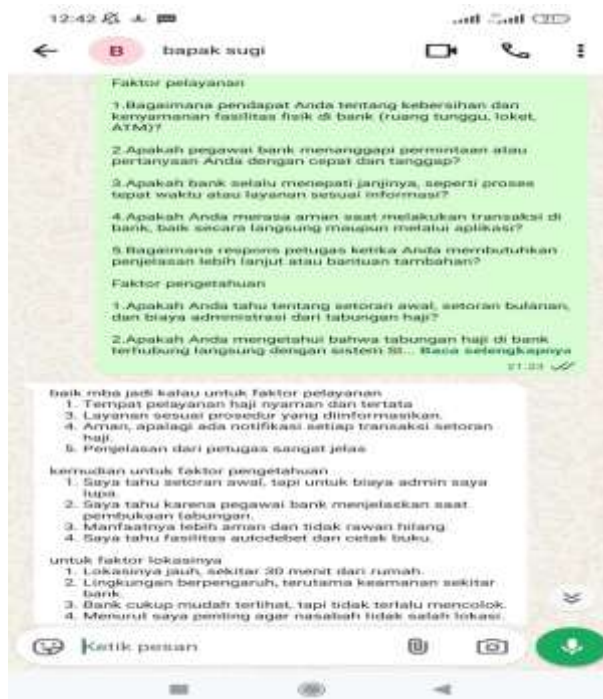 12:42
B bapak sugi
Faktor pelayanan
1.Bagaimana pendapat Anda tentang kebersihan dan
kenyamanan fasilitas fisik di bank (ruang tunggu, loket,
ATM)?
2.Apakah pegawai bank menanggapi permintaan atau
pertanyaan Anda dengan cepat dan tanggap?
3.Apakah bank selalu menepati janjinya, seperti proses
tepat waktu atau layanan sesuai informasi?
4.Apakah Anda merasa aman saat melakukan transaksi di
bank, baik secara langsung maupun melalui aplikasi?
5.Bagaimana respons petugas ketika Anda membutuhkan
penjelasan lebih lanjut atau bantuan tambahan?
Faktor pengetahuan
1.Apakah Anda tahu tentang setoran awal, setoran bulanan,
dan biaya administrasi dari tabungan haji?
2.Apakah Anda mengetahui bahwa tabungan haji di bank
terhubung langsung dengan sistem SI... Baca selengkapnya
21.23
baik mba jadi kalau untuk faktor pelayanan
1. Tempat pelayanan haji nyaman dan tertata
3. Layanan sesuai prosedur yang diinformasikan.
4. Aman, apalagi ada notifikasi setiap transaksi setoran
haji.
5. Penjelasan dari petugas sangat jelas
kemudian untuk faktor pengetahuan
1. Saya tahu setoran awal, tapi untuk biaya admin saya
lupa.
2. Saya tahu karena pegawai bank menjelaskan saat
pembukaan tabungan.
3. Manfaatnya lebih aman dan tidak rawan hilang
4. Saya tahu fasilitas autodebet dan cetak buku.
untuk faktor lokasinya
1. Lokasinya jauh, sekitar 30 menit dari rumah.
2. Lingkungan berpengaruh, terutama keamanan sekitar
bank.
3. Bank cukup mudah terlihat, tapi tidak terlalu mencolok.
4. Menurut saya penting agar nasabah tidak salah lokasi.
Ketik pesan